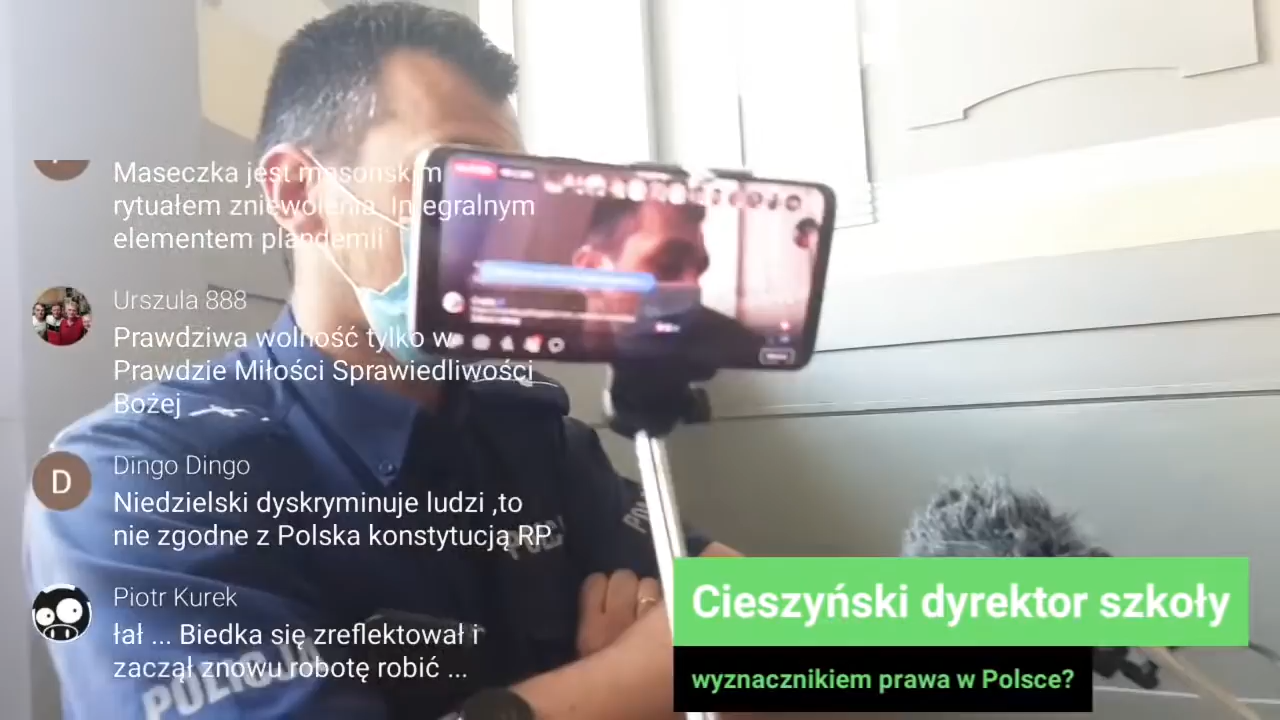 Maseczka jest masońskim
rytuałem zniewolenia. Integralnym
elementem plandemii
Urszula 888
Prawdziwa wolność tylko w
Prawdzie Miłości Sprawiedliwości
Bożej
Dingo Dingo
D
Niedzielski dyskryminuje ludzi ,to
nie zgodne z Polska konstytucją RP
Piotr Kurek
łał ... Biedka się zreflektował i
zaczął znowu robotę robić ...
POLICJA
Cieszyński dyrektor szkoły
wyznacznikiem prawa w Polsce?